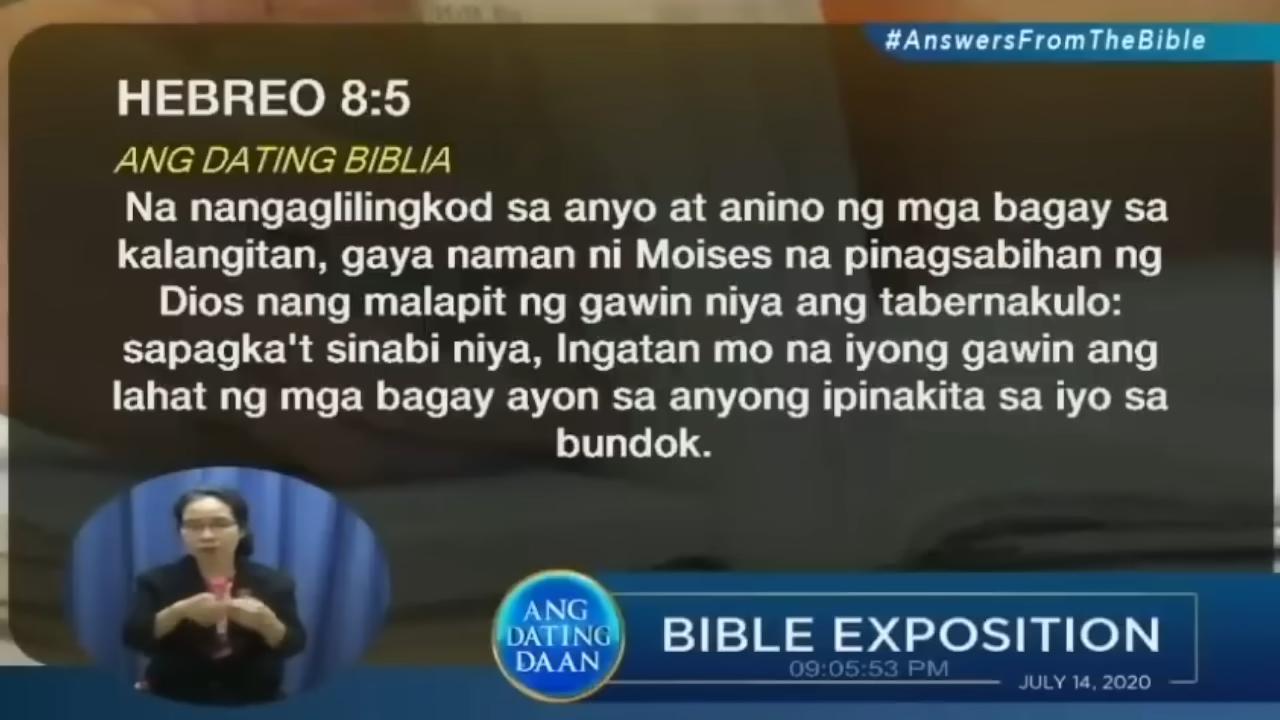 #AnswersFromTheBible
HEBREO 8:5
ANG DATING BIBLIA
Na nangaglilingkod sa anyo at anino ng mga bagay sa
kalangitan, gaya naman ni Moises na pinagsabihan ng
Dios nang malapit ng gawin niya ang tabernakulo:
sapagka't sinabi niya, Ingatan mo na iyong gawin ang
lahat ng mga bagay ayon sa anyong ipinakita sa iyo sa
bundok.
ANG
DATING
DAAN
BIBLE EXPOSITION
09:05:53 PM
JULY 14, 2020